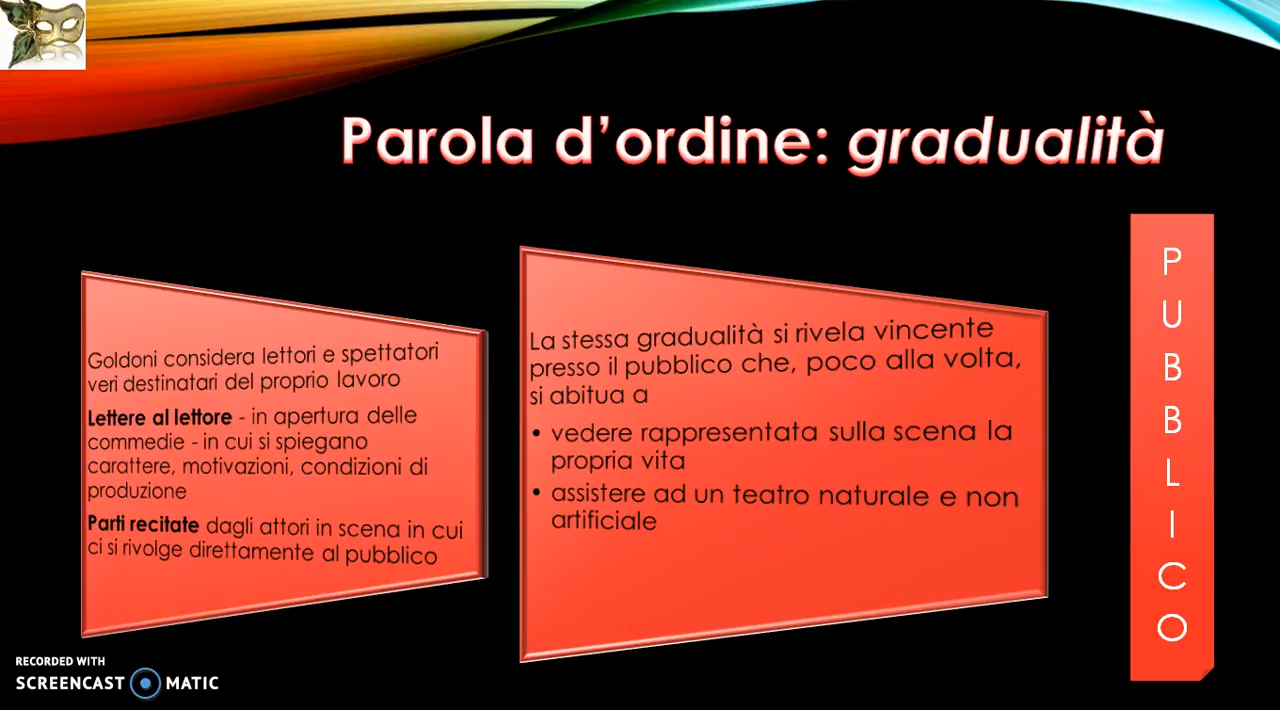 Parola d’ordine: gradualità
Goldoni considera lettori e spettatori
veri destinatari del proprio lavoro
Lettere al lettore - in apertura delle
commedie - in cui si spiegano
carattere, motivazioni, condizioni di
produzione
Parti recitate dagli attori in scena in cui
ci si rivolge direttamente al pubblico
La stessa gradualità si rivela vincente
presso il pubblico che, poco alla volta,
si abitua a
• vedere rappresentata sulla scena la
propria vita
• assistere ad un teatro naturale e non
artificiale
P
U
B
B
L
I
C
O
RECORDED WITH
SCREENCAST MATIC